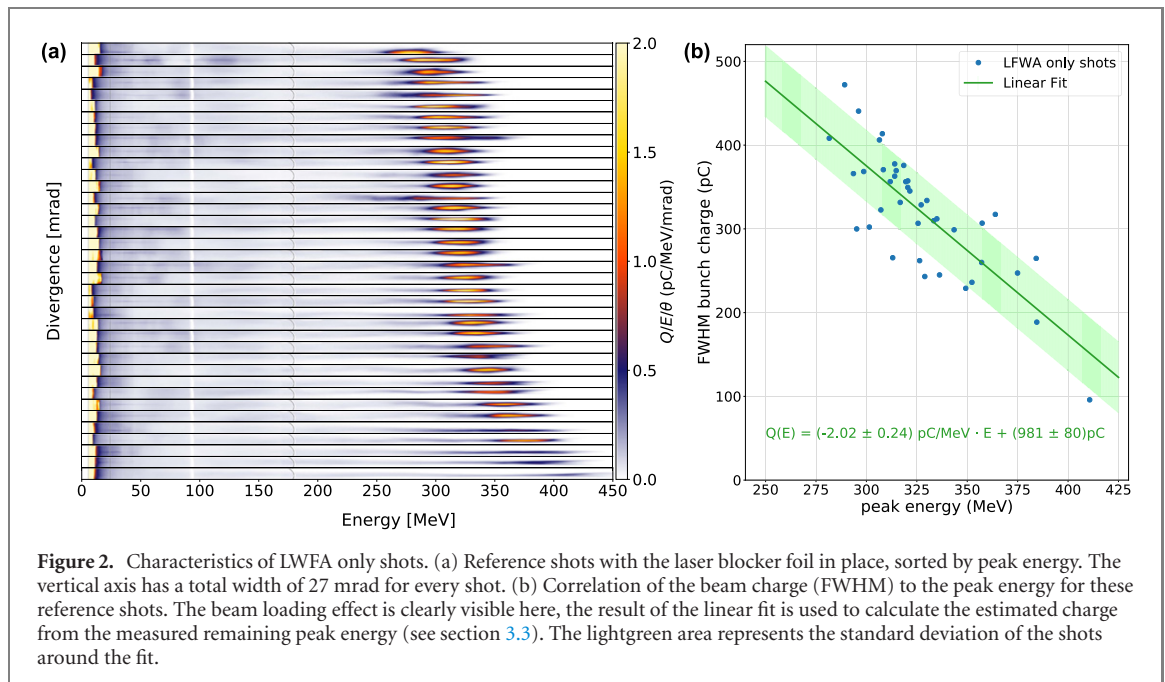 (a)
Divergence [mrad]
0 50 100 150 200 250 300 350 400 450
Energy [MeV]
2.0
1.5
1.0
0.5
0.0
Q/E/θ (pC/MeV/mrad)
(b)
FWHM bunch charge (pC)
500
400
300
200
100
0
LFWA only shots
Linear Fit
Q(E) = (-2.02 ± 0.24) pC/MeV · E + (981 ± 80)pC
250 275 300 325 350 375 400 425
peak energy (MeV)
Figure 2. Characteristics of LWFA only shots. (a) Reference shots with the laser blocker foil in place, sorted by peak energy. The
vertical axis has a total width of 27 mrad for every shot. (b) Correlation of the beam charge (FWHM) to the peak energy for these
reference shots. The beam loading effect is clearly visible here, the result of the linear fit is used to calculate the estimated charge
from the measured remaining peak energy (see section 3.3). The lightgreen area represents the standard deviation of the shots
around the fit.